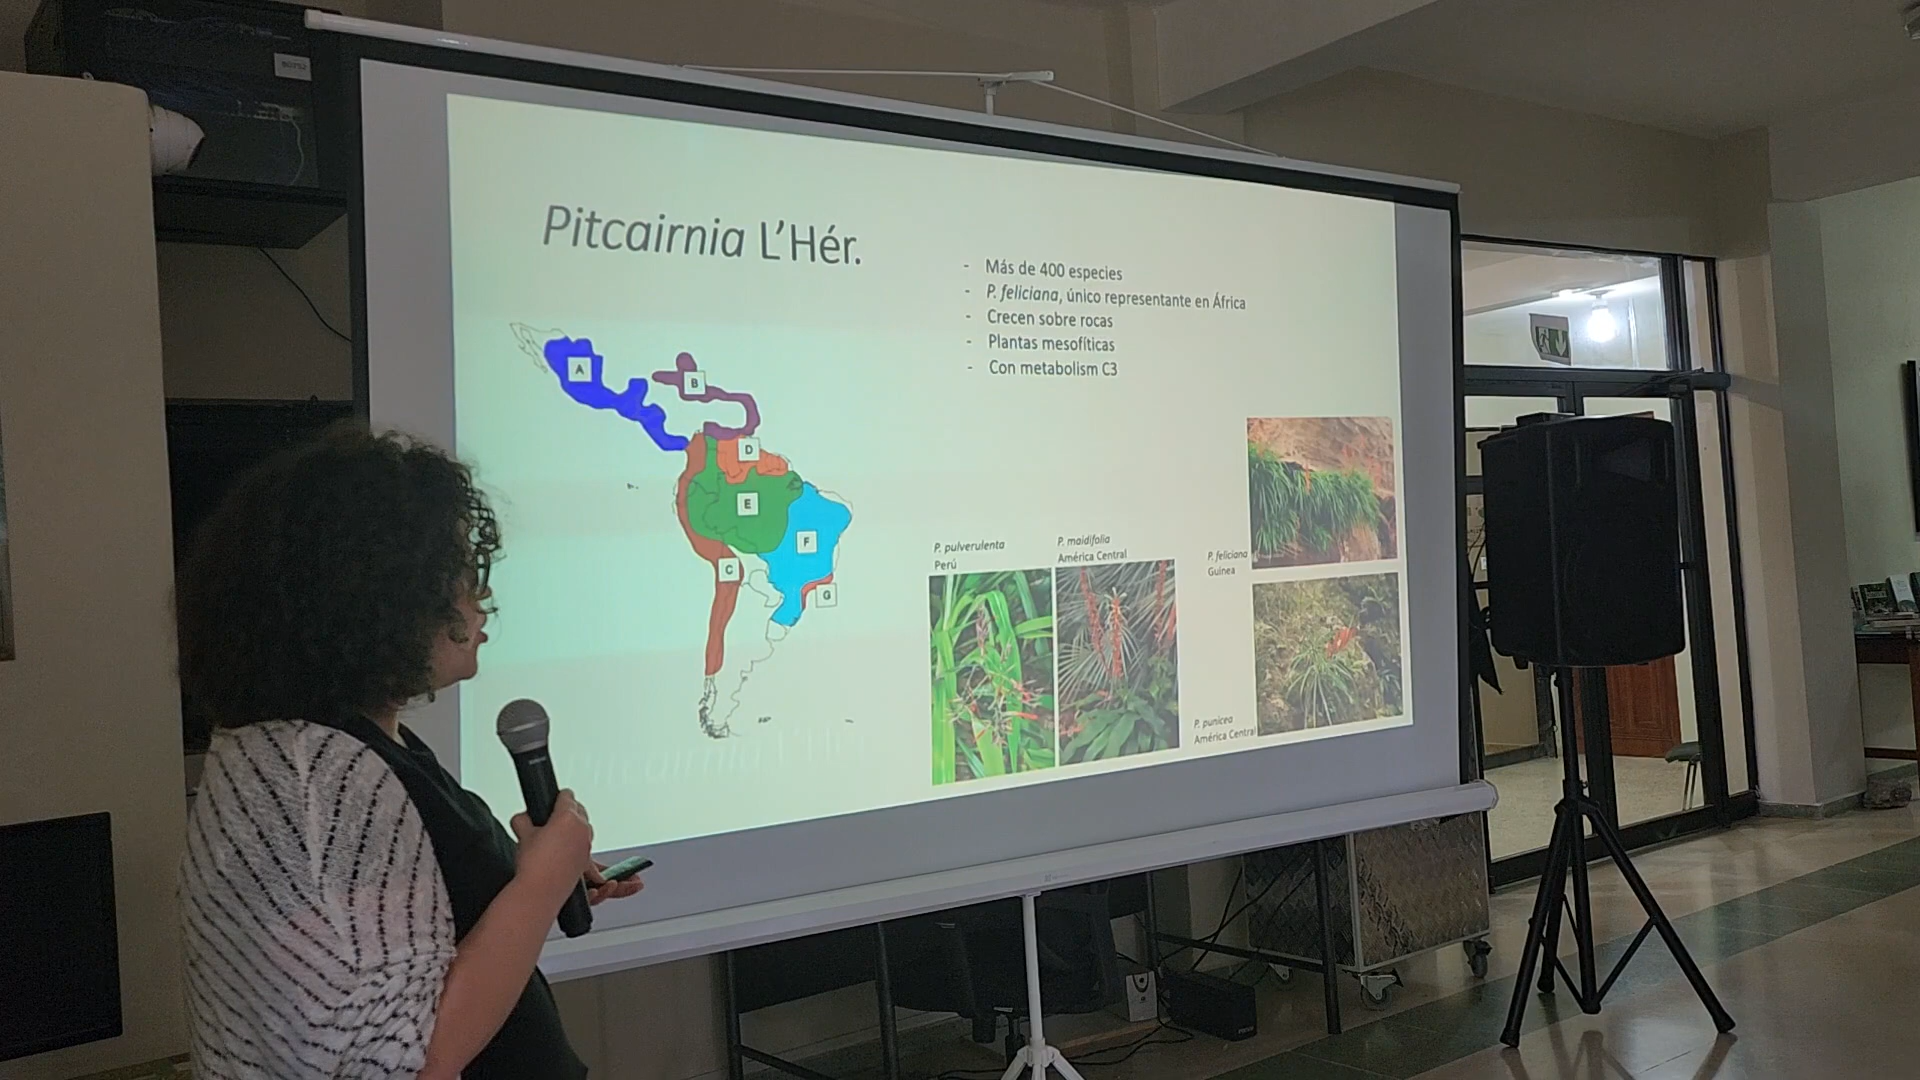 Pitcairnia L'Hér.
- Más de 400 especies
- P. feliciana, único representante en África
- Crecen sobre rocas
- Plantas mesofíticas
- Con metabolism C3
A
B
D
E
F
C
G
P. pulverulenta
Perú
P. maidifolia
América Central
P. feliciana
Guinea
P. punicea
América Central